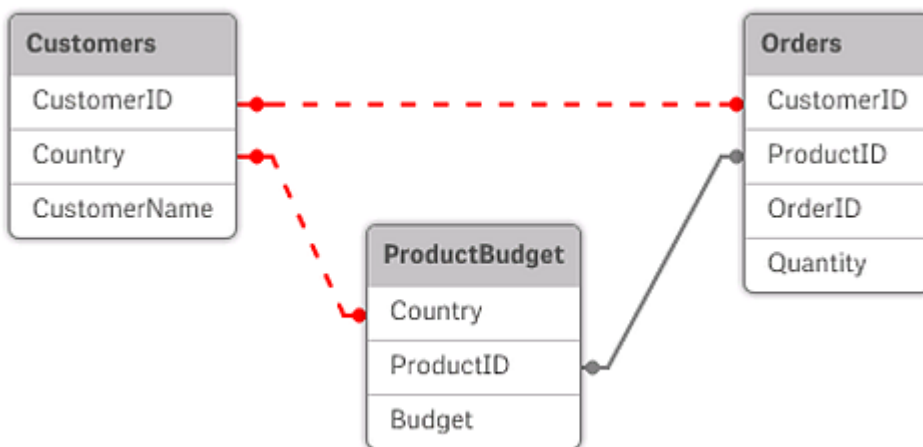 Customers
CustomerID
Country
CustomerName
ProductBudget
Country
ProductID
Budget
Orders
CustomerID
ProductID
OrderID
Quantity